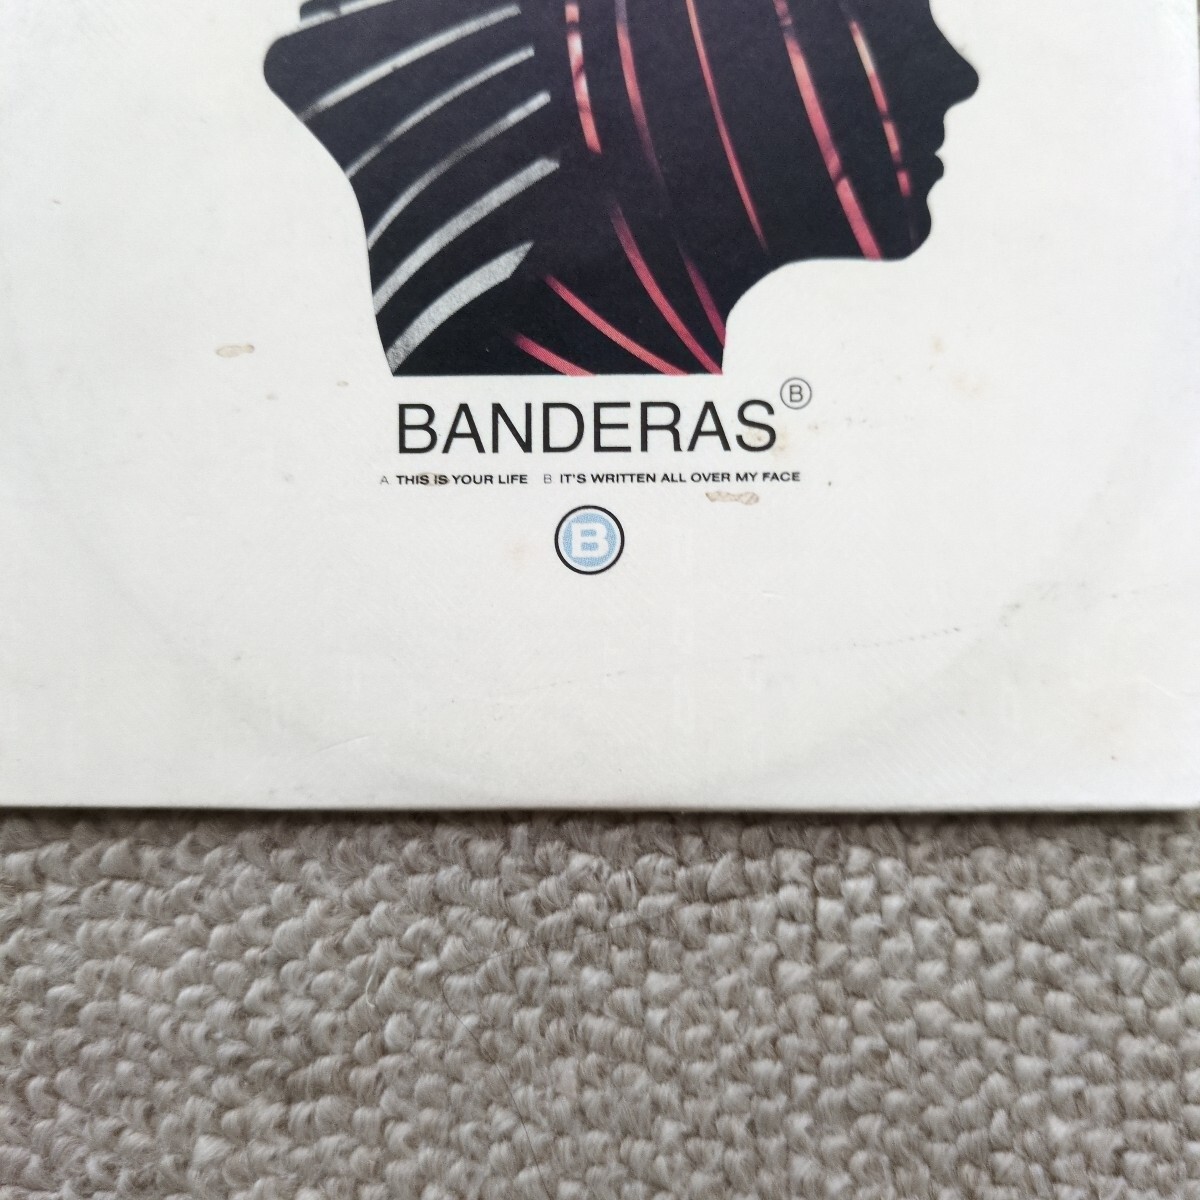 BANDERAS Ⓑ
A THIS IS YOUR LIFE B IT'S WRITTEN ALL OVER MY FACE
B